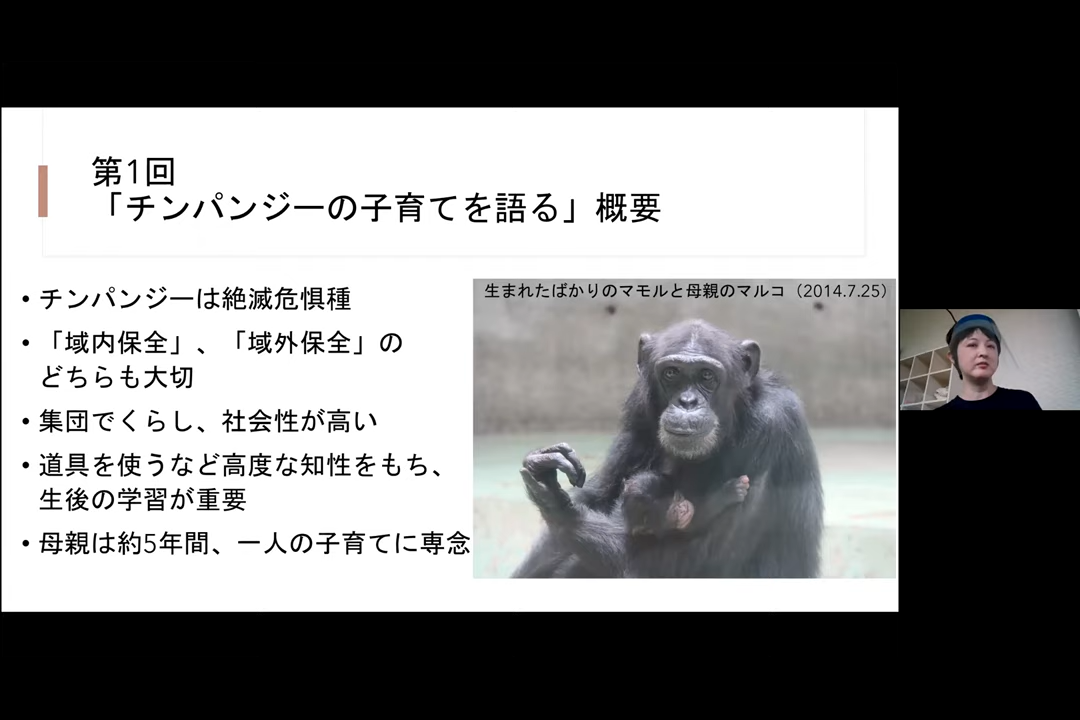 第1回
「チンパンジーの子育てを語る」概要
• チンパンジーは絶滅危惧種
• 「域内保全」、「域外保全」の
どちらも大切
• 集団でくらし、社会性が高い
• 道具を使うなど高度な知性をもち、
生後の学習が重要
• 母親は約5年間、一人の子育てに専念
生まれたばかりのマモルと母親のマルコ（2014.7.25）